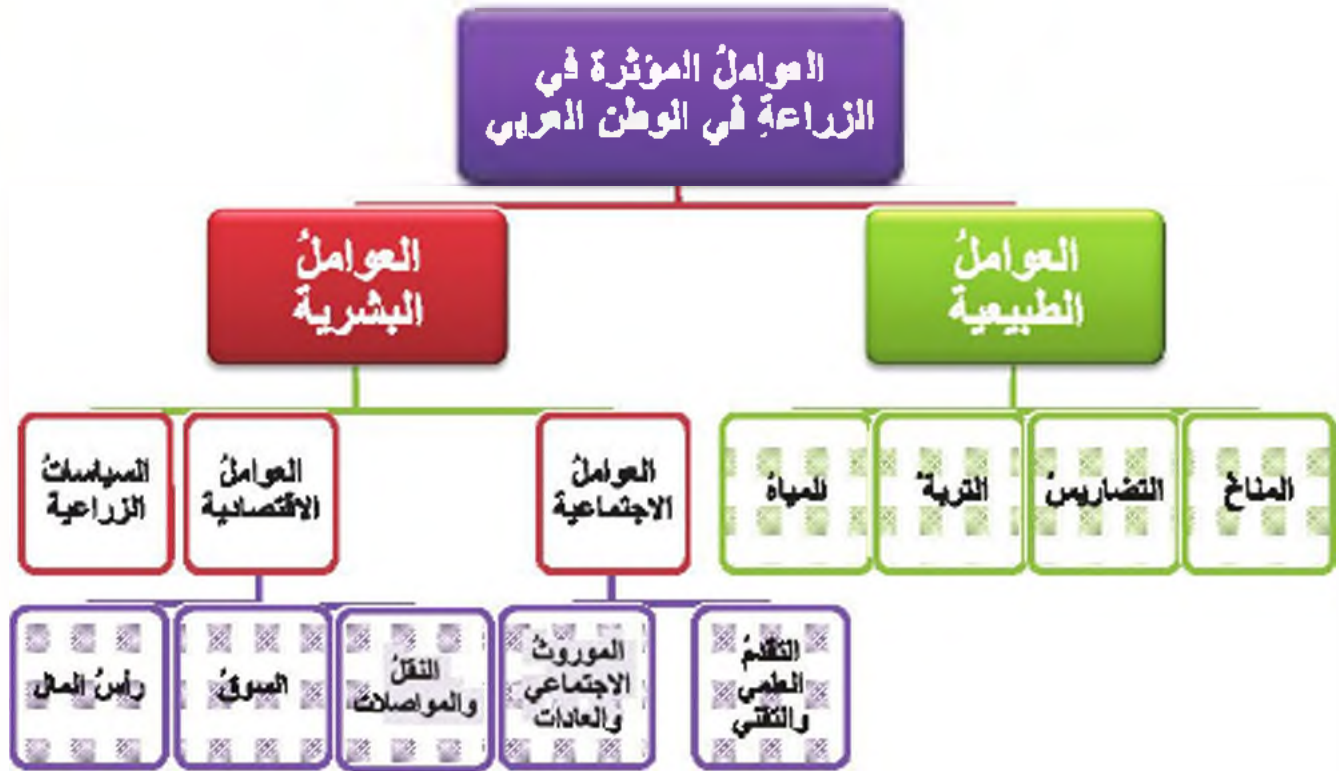 العواملُ المؤثرة في
الزراعةِ في الوطن العربي
العواملُ
الطبيعية
العواملُ
البشرية
المناخُ
التضاريسُ
التربةُ
المياهُ
العواملُ
الاجتماعية
العواملُ
الاقتصادية
السياساتُ
الزراعية
التقدمُ
العلمي
والتقني
الموروثُ
الاجتماعي
والعادات
النقلُ
والمواصلات
السوقُ
رأسُ المال